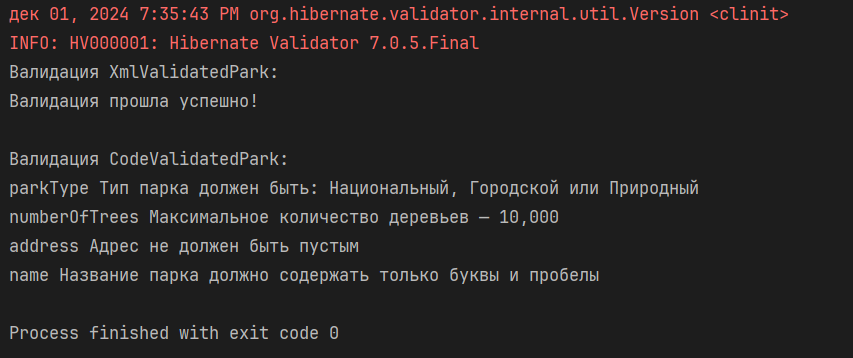 дек 01, 2024 7:35:43 PM org.hibernate.validator.internal.util.Version <clinit>
INFO: HV000001: Hibernate Validator 7.0.5.Final
Валидация XmlValidatedPark:
Валидация прошла успешно!
Валидация CodeValidatedPark:
parkType Тип парка должен быть: Национальный, Городской или Природный
numberOfTrees Максимальное количество деревьев — 10,000
address Адрес не должен быть пустым
name Название парка должно содержать только буквы и пробелы
Process finished with exit code 0